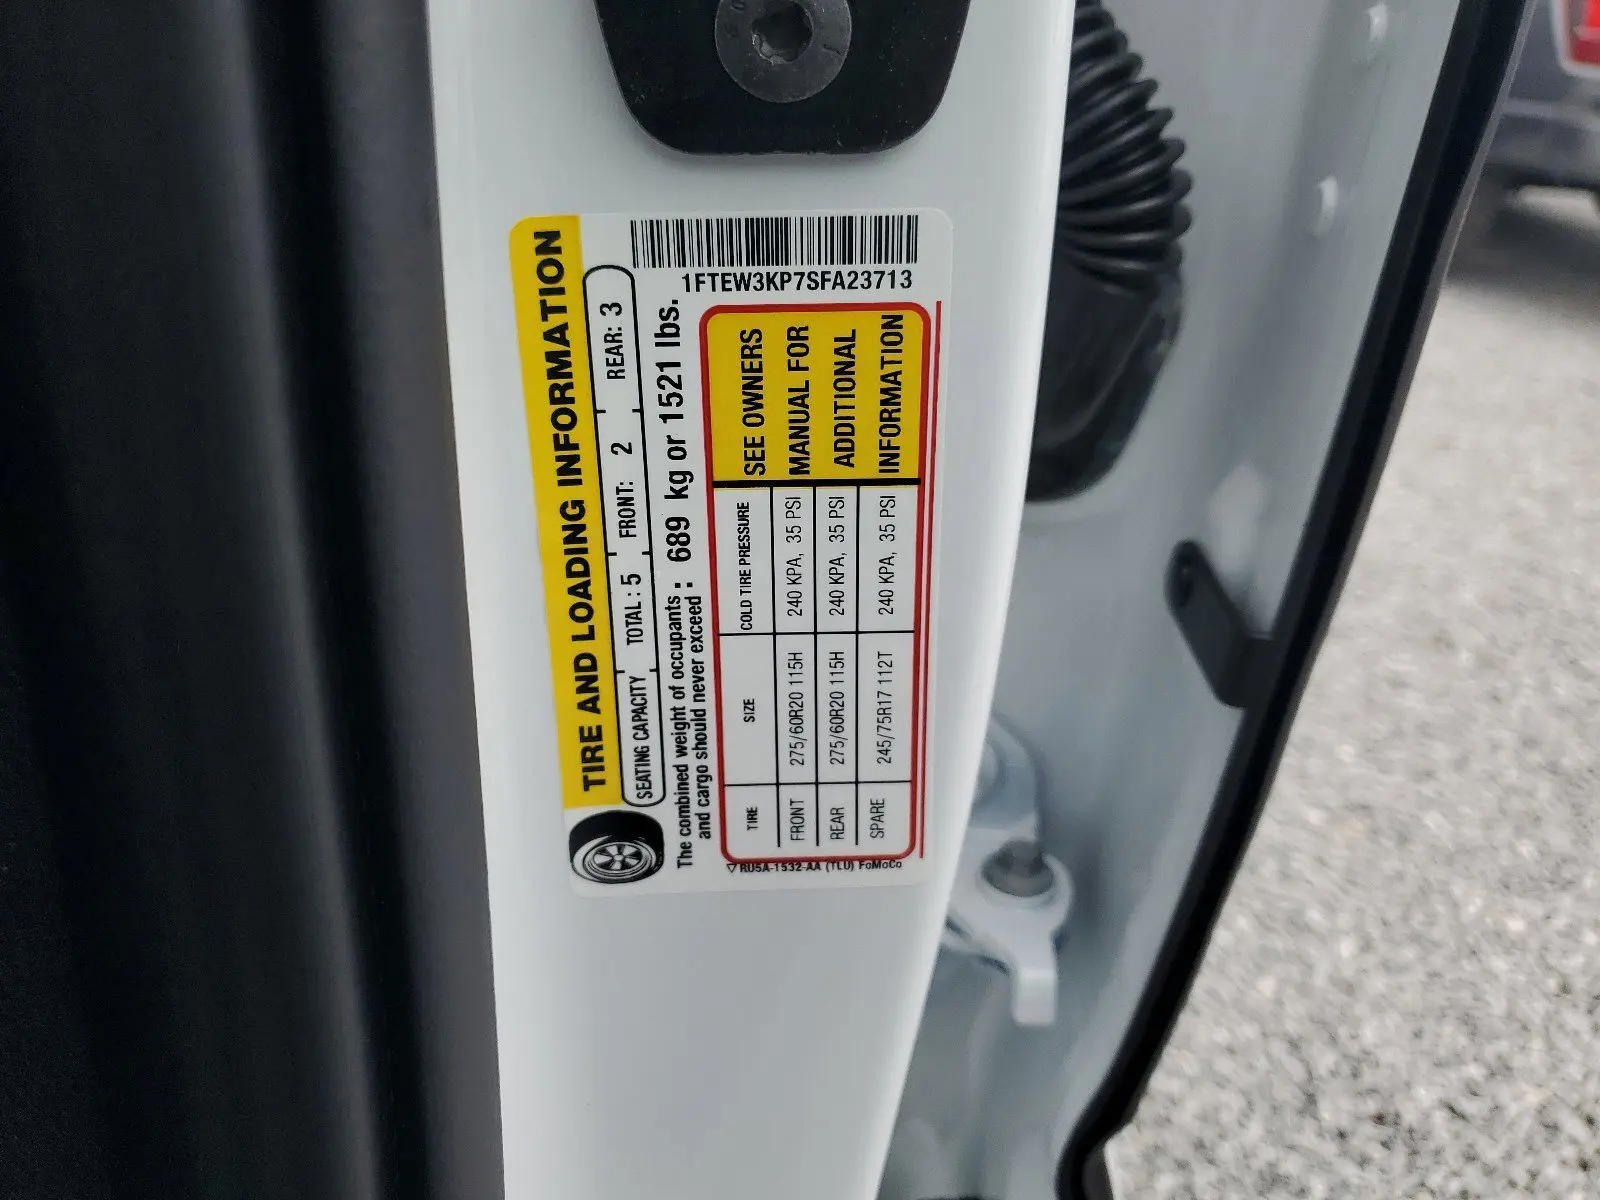 1FTEW3KP7SFA23713
TIRE AND LOADING INFORMATION
SEATING CAPACITY TOTAL : 5 FRONT: 2 REAR: 3
The combined weight of occupants and cargo should never exceed : 689 kg or 1521 lbs.
TIRE SIZE COLD TIRE PRESSURE
FRONT 275/60R20 115H 240 KPA, 35 PSI
REAR 275/60R20 115H 240 KPA, 35 PSI
SPARE 245/75R17 112T 240 KPA, 35 PSI
SEE OWNERS
MANUAL FOR
ADDITIONAL
INFORMATION
RU5A-1532-AA (TLU) FoMoCo